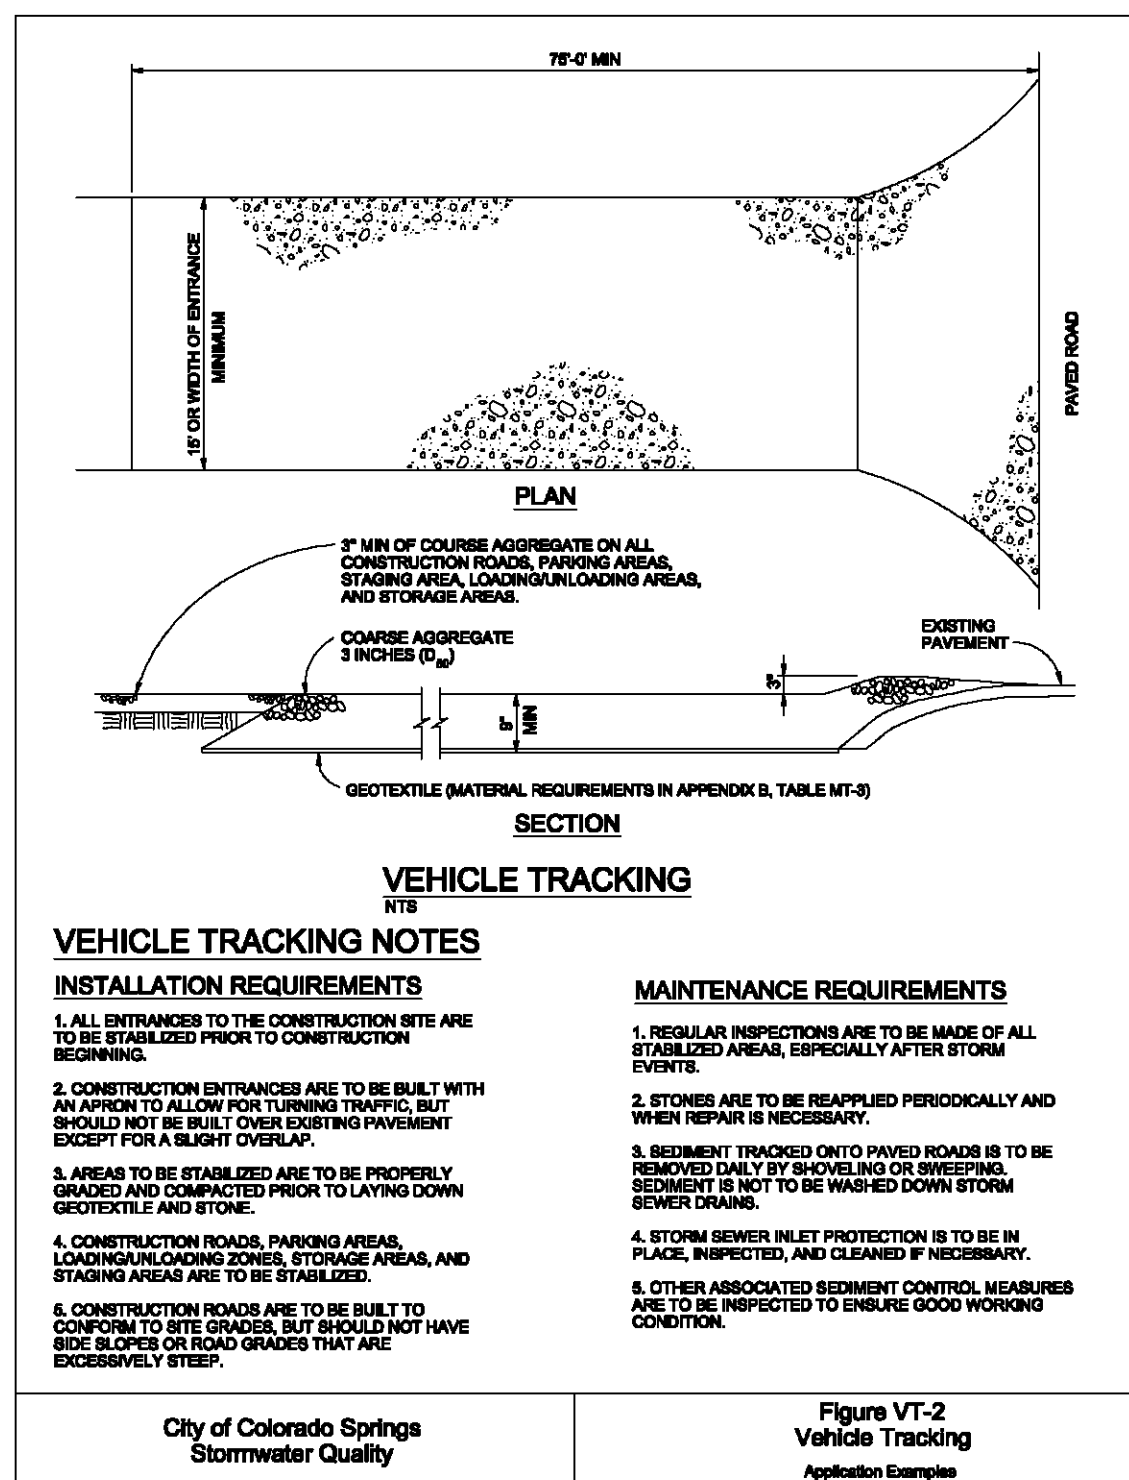 75'-0" MIN
15' OR WIDTH OF ENTRANCE
MINIMUM
PAVED ROAD
PLAN
3" MIN OF COURSE AGGREGATE ON ALL
CONSTRUCTION ROADS, PARKING AREAS,
STAGING AREA, LOADING/UNLOADING AREAS,
AND STORAGE AREAS.
COARSE AGGREGATE
3 INCHES (D50)
EXISTING
PAVEMENT
3"
9"
MIN
GEOTEXTILE (MATERIAL REQUIREMENTS IN APPENDIX B, TABLE MT-3)
SECTION
VEHICLE TRACKING
NTS
VEHICLE TRACKING NOTES
INSTALLATION REQUIREMENTS
1. ALL ENTRANCES TO THE CONSTRUCTION SITE ARE
TO BE STABILIZED PRIOR TO CONSTRUCTION
BEGINNING.
2. CONSTRUCTION ENTRANCES ARE TO BE BUILT WITH
AN APRON TO ALLOW FOR TURNING TRAFFIC, BUT
SHOULD NOT BE BUILT OVER EXISTING PAVEMENT
EXCEPT FOR A SLIGHT OVERLAP.
3. AREAS TO BE STABILIZED ARE TO BE PROPERLY
GRADED AND COMPACTED PRIOR TO LAYING DOWN
GEOTEXTILE AND STONE.
4. CONSTRUCTION ROADS, PARKING AREAS,
LOADING/UNLOADING ZONES, STORAGE AREAS, AND
STAGING AREAS ARE TO BE STABILIZED.
5. CONSTRUCTION ROADS ARE TO BE BUILT TO
CONFORM TO SITE GRADES, BUT SHOULD NOT HAVE
SIDE SLOPES OR ROAD GRADES THAT ARE
EXCESSIVELY STEEP.
MAINTENANCE REQUIREMENTS
1. REGULAR INSPECTIONS ARE TO BE MADE OF ALL
STABILIZED AREAS, ESPECIALLY AFTER STORM
EVENTS.
2. STONES ARE TO BE REAPPLIED PERIODICALLY AND
WHEN REPAIR IS NECESSARY.
3. SEDIMENT TRACKED ONTO PAVED ROADS IS TO BE
REMOVED DAILY BY SHOVELING OR SWEEPING.
SEDIMENT IS NOT TO BE WASHED DOWN STORM
SEWER DRAINS.
4. STORM SEWER INLET PROTECTION IS TO BE IN
PLACE, INSPECTED, AND CLEANED IF NECESSARY.
5. OTHER ASSOCIATED SEDIMENT CONTROL MEASURES
ARE TO BE INSPECTED TO ENSURE GOOD WORKING
CONDITION.
City of Colorado Springs
Stormwater Quality
Figure VT-2
Vehicle Tracking
Application Examples